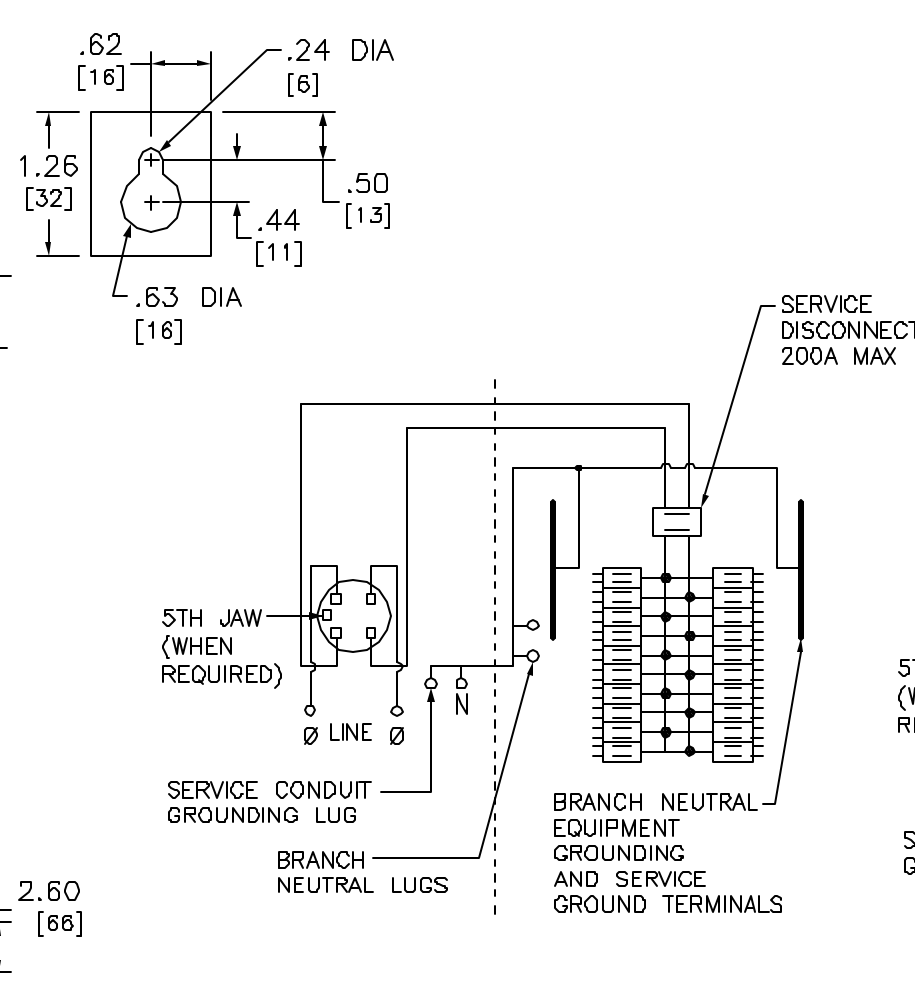 .62
[16]
.24 DIA
[6]
1.26
[32]
.50
[13]
.44
[11]
.63 DIA
[16]
SERVICE
DISCONNECT
200A MAX
5TH JAW
(WHEN
REQUIRED)
Ø LINE Ø
N
SERVICE CONDUIT
GROUNDING LUG
BRANCH
NEUTRAL LUGS
BRANCH NEUTRAL
EQUIPMENT
GROUNDING
AND SERVICE
GROUND TERMINALS
2.60
[66]